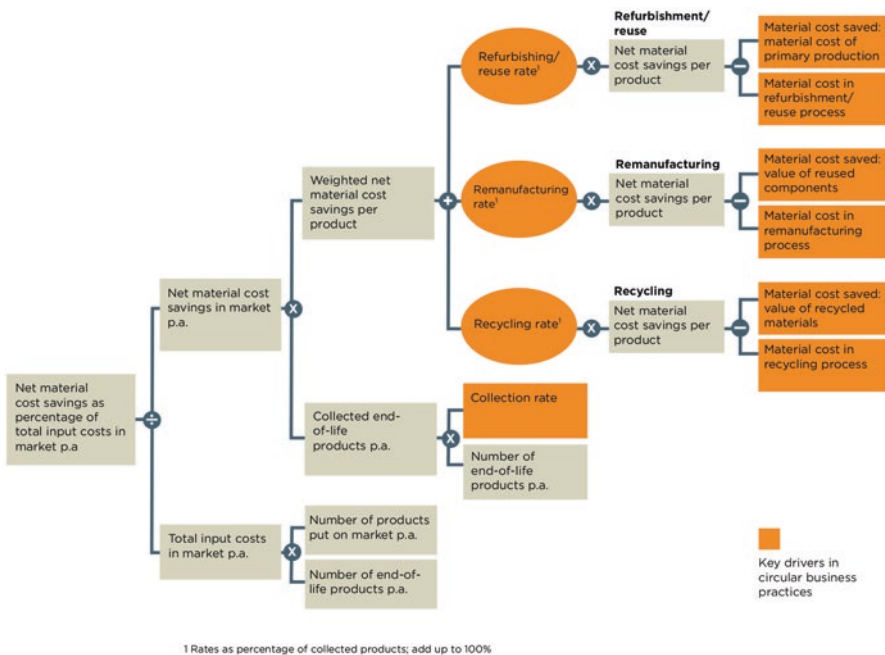 Refurbishment/
reuse
Refurbishing/
reuse rate¹
x
Net material
cost savings per
product
−
Material cost saved:
material cost of
primary production
Material cost in
refurbishment/
reuse process
Weighted net
material cost
savings per
product
+
Remanufacturing
Remanufacturing
rate¹
x
Net material
cost savings per
product
−
Material cost saved:
value of reused
components
Material cost in
remanufacturing
process
Net material cost
savings in market
p.a.
x
Recycling
Recycling rate¹
x
Net material
cost savings per
product
−
Material cost saved:
value of recycled
materials
Material cost in
recycling process
Net material
cost savings as
percentage of
total input costs in
market p.a
÷
Collected end-
of-life
products p.a.
x
Collection rate
Number of
end-of-life
products p.a.
Total input costs
in market p.a.
x
Number of products
put on market p.a.
Number of end-of-
life products p.a.
Key drivers in
circular business
practices
1 Rates as percentage of collected products; add up to 100%